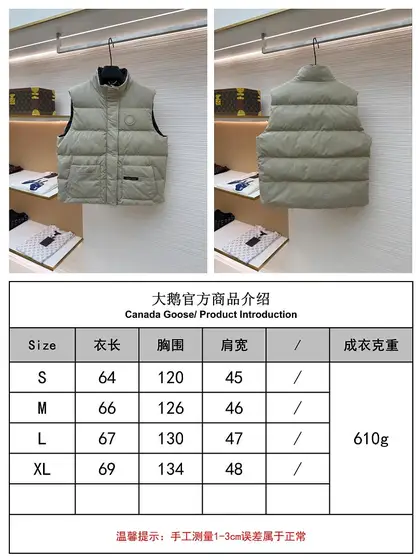 大鹅官方商品介绍
Canada Goose/ Product Introduction
Size 衣长 胸围 肩宽 / 成衣克重
S 64 120 45 /
M 66 126 46 /
L 67 130 47 / 610g
XL 69 134 48 /
温馨提示：手工测量1-3cm误差属于正常